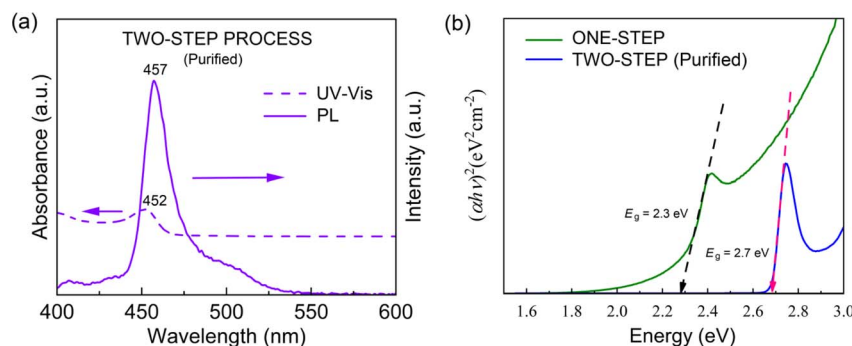 (a)
TWO-STEP PROCESS
(Purified)
457
UV-Vis
PL
452
Absorbance (a.u.)
Intensity (a.u.)
400 450 500 550 600
Wavelength (nm)
(b)
ONE-STEP
TWO-STEP (Purified)
(αhν)²(eV²cm⁻²)
Eg = 2.3 eV
Eg = 2.7 eV
1.6 1.8 2.0 2.2 2.4 2.6 2.8 3.0
Energy (eV)